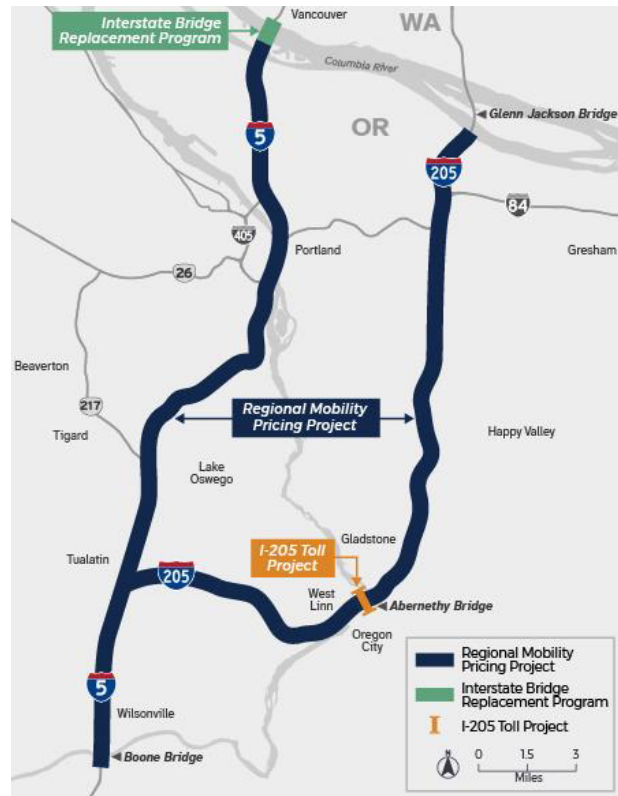 Interstate Bridge
Replacement Program
Vancouver
WA
Columbia River
Glenn Jackson Bridge
OR
5
205
84
405
Portland
Gresham
26
Beaverton
217
Tigard
Regional Mobility
Pricing Project
Happy Valley
Lake
Oswego
Gladstone
I-205 Toll
Project
Tualatin
205
West
Linn
Abernethy Bridge
Oregon
City
5
Wilsonville
Boone Bridge
Regional Mobility
Pricing Project
Interstate Bridge
Replacement Program
I-205 Toll Project
N
0 1.5 3
Miles